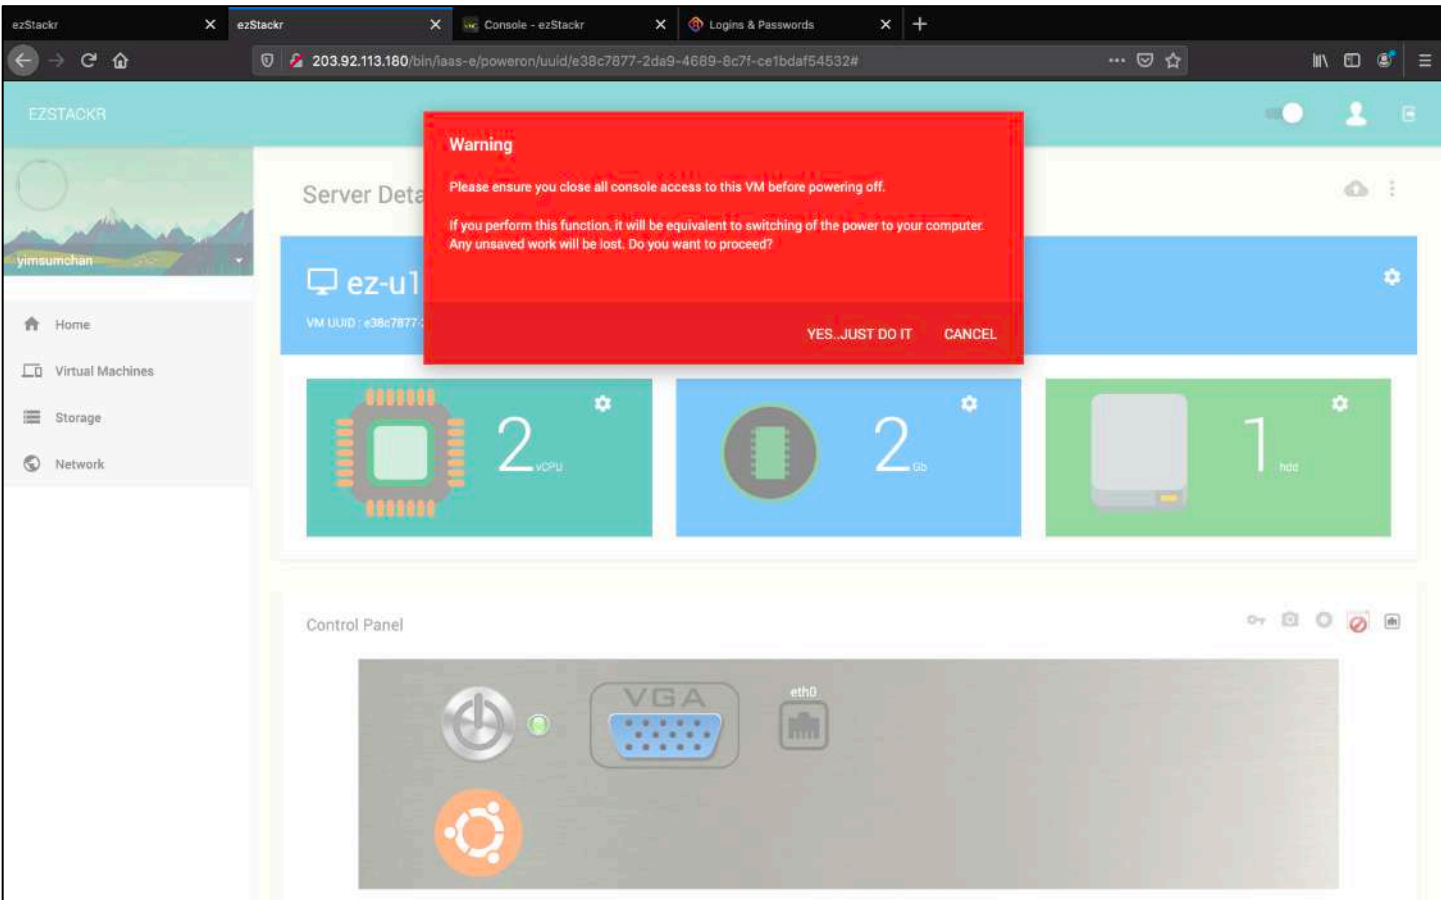 ezStackr
ezStackr
Console - ezStackr
Logins & Passwords
203.92.113.180/bin/iaas-e/poweron/uuid/e38c7877-2da9-4689-8c7f-ce1bdaf54532#
EZSTACKR
Warning
Please ensure you close all console access to this VM before powering off.
If you perform this function, it will be equivalent to switching of the power to your computer.
Any unsaved work will be lost. Do you want to proceed?
YES..JUST DO IT CANCEL
yimsumchan
Home
Virtual Machines
Storage
Network
Server Deta
ez-u1
VM UUID : e38c7877-2
2 vCPU
2 Gb
1 hdd
Control Panel
VGA
eth0